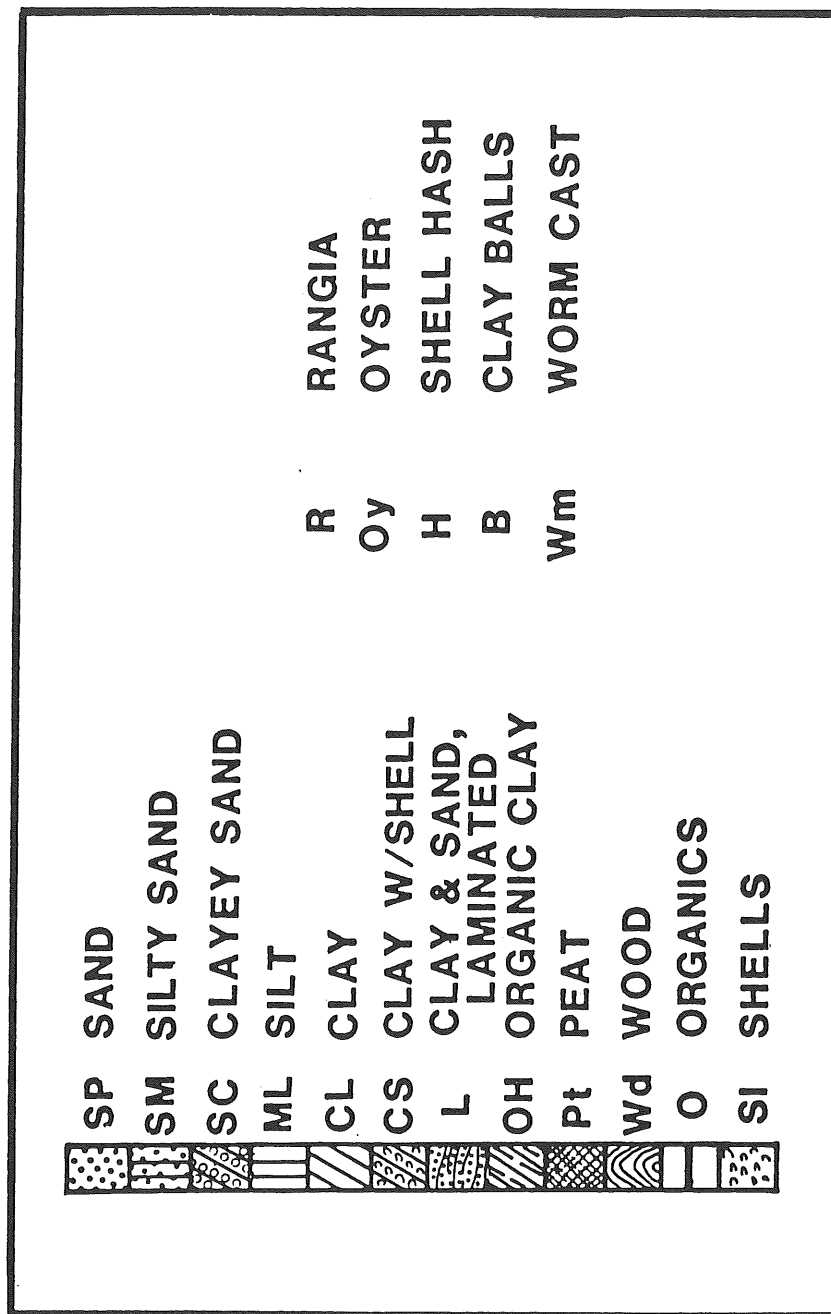 SP SAND
SM SILTY SAND
SC CLAYEY SAND
ML SILT
CL CLAY
CS CLAY W/SHELL
L CLAY & SAND,
LAMINATED
OH ORGANIC CLAY
Pt PEAT
Wd WOOD
O ORGANICS
SI SHELLS
R RANGIA
Oy OYSTER
H SHELL HASH
B CLAY BALLS
Wm WORM CAST